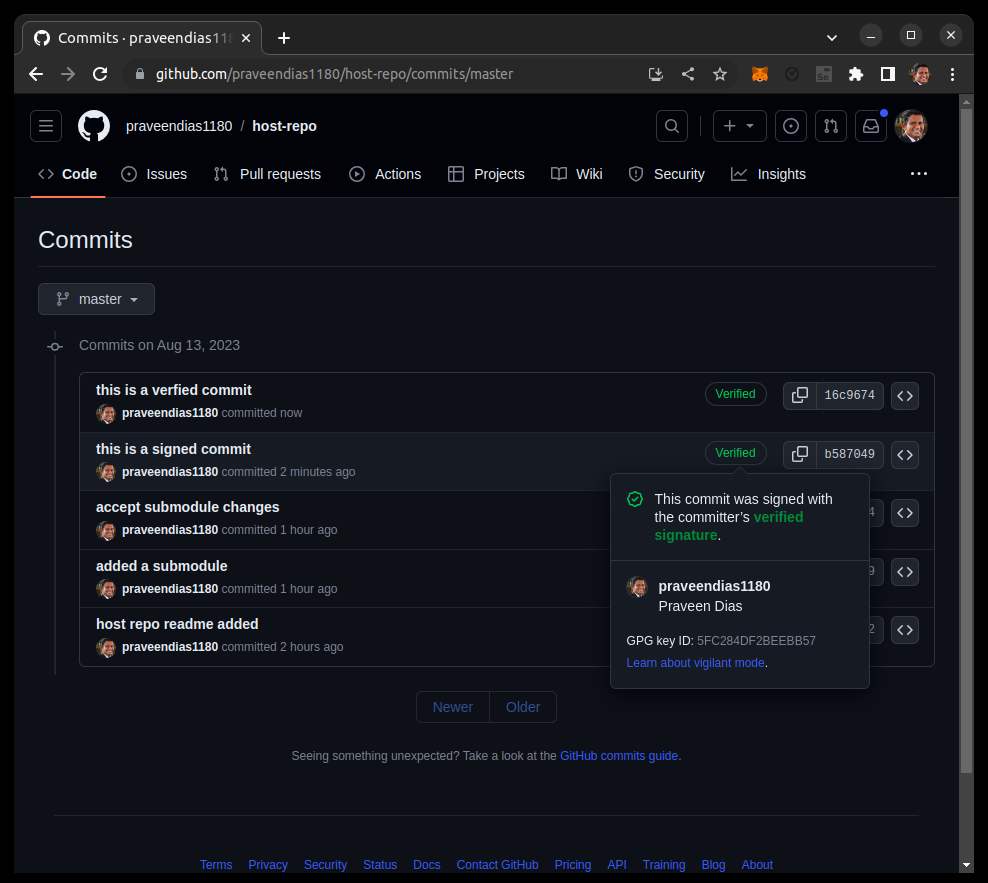 Commits · praveendias118
github.com/praveendias1180/host-repo/commits/master
praveendias1180 / host-repo
Code Issues Pull requests Actions Projects Wiki Security Insights
Commits
master
Commits on Aug 13, 2023
this is a verfied commit
praveendias1180 committed now
Verified
16c9674
this is a signed commit
praveendias1180 committed 2 minutes ago
Verified
b587049
accept submodule changes
praveendias1180 committed 1 hour ago
4
added a submodule
praveendias1180 committed 1 hour ago
9
host repo readme added
praveendias1180 committed 2 hours ago
2
This commit was signed with
the committer’s verified
signature.
praveendias1180
Praveen Dias
GPG key ID: 5FC284DF2BEEBB57
Learn about vigilant mode.
Newer Older
Seeing something unexpected? Take a look at the GitHub commits guide.
Terms Privacy Security Status Docs Contact GitHub Pricing API Training Blog About